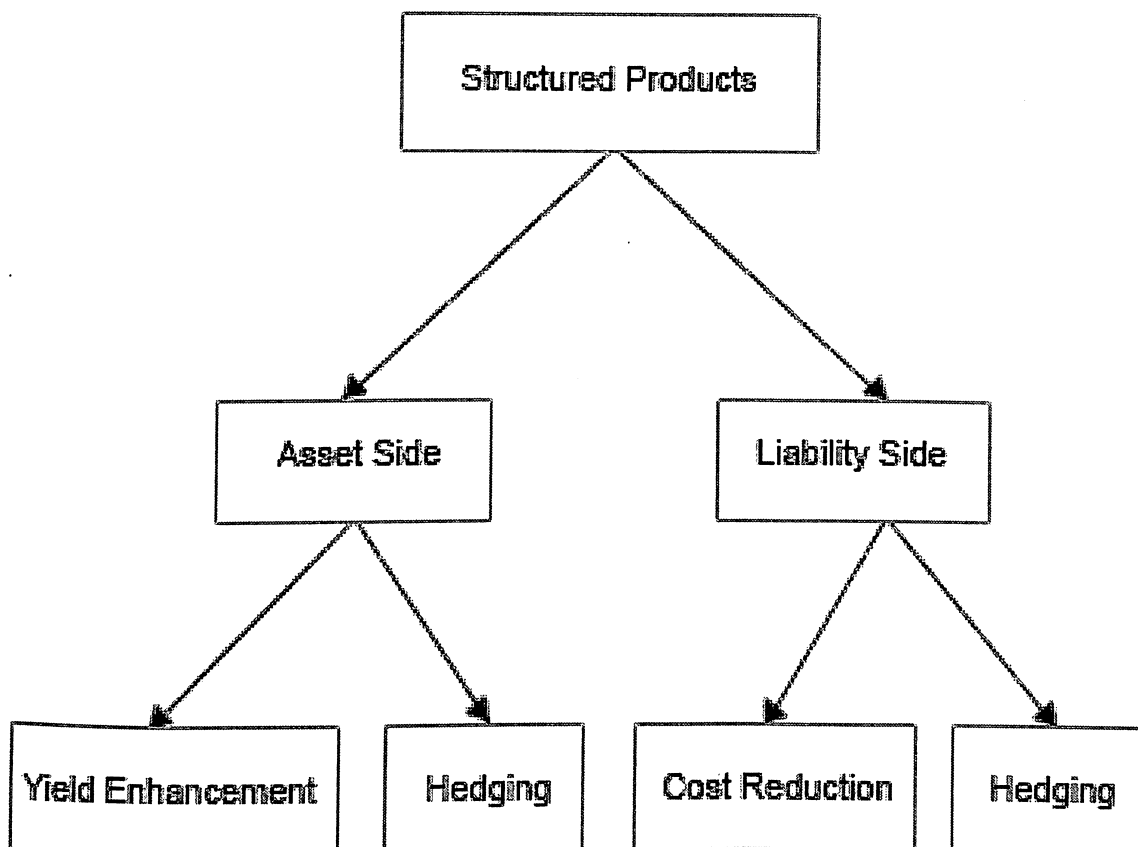 Structured Products
Asset Side
Liability Side
Yield Enhancement
Hedging
Cost Reduction
Hedging